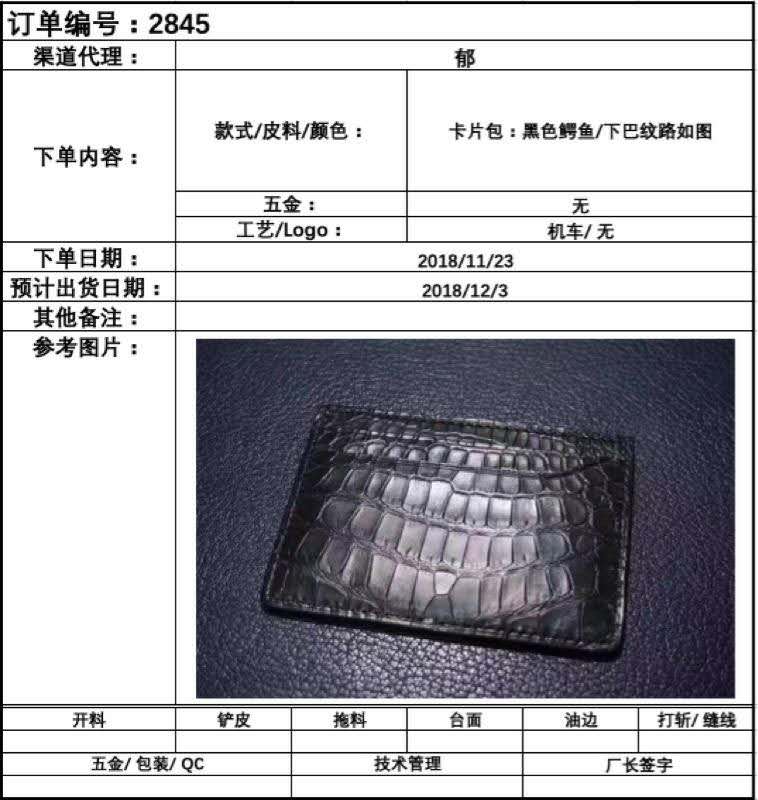 订单编号：2845
渠道代理： 郁
下单内容： 款式/皮料/颜色： 卡片包：黑色鳄鱼/下巴纹路如图
五金： 无
工艺/Logo： 机车/ 无
下单日期： 2018/11/23
预计出货日期： 2018/12/3
其他备注：
参考图片：
开料 铲皮 拖料 台面 油边 打斩/ 缝线
五金/ 包装/ QC 技术管理 厂长签字